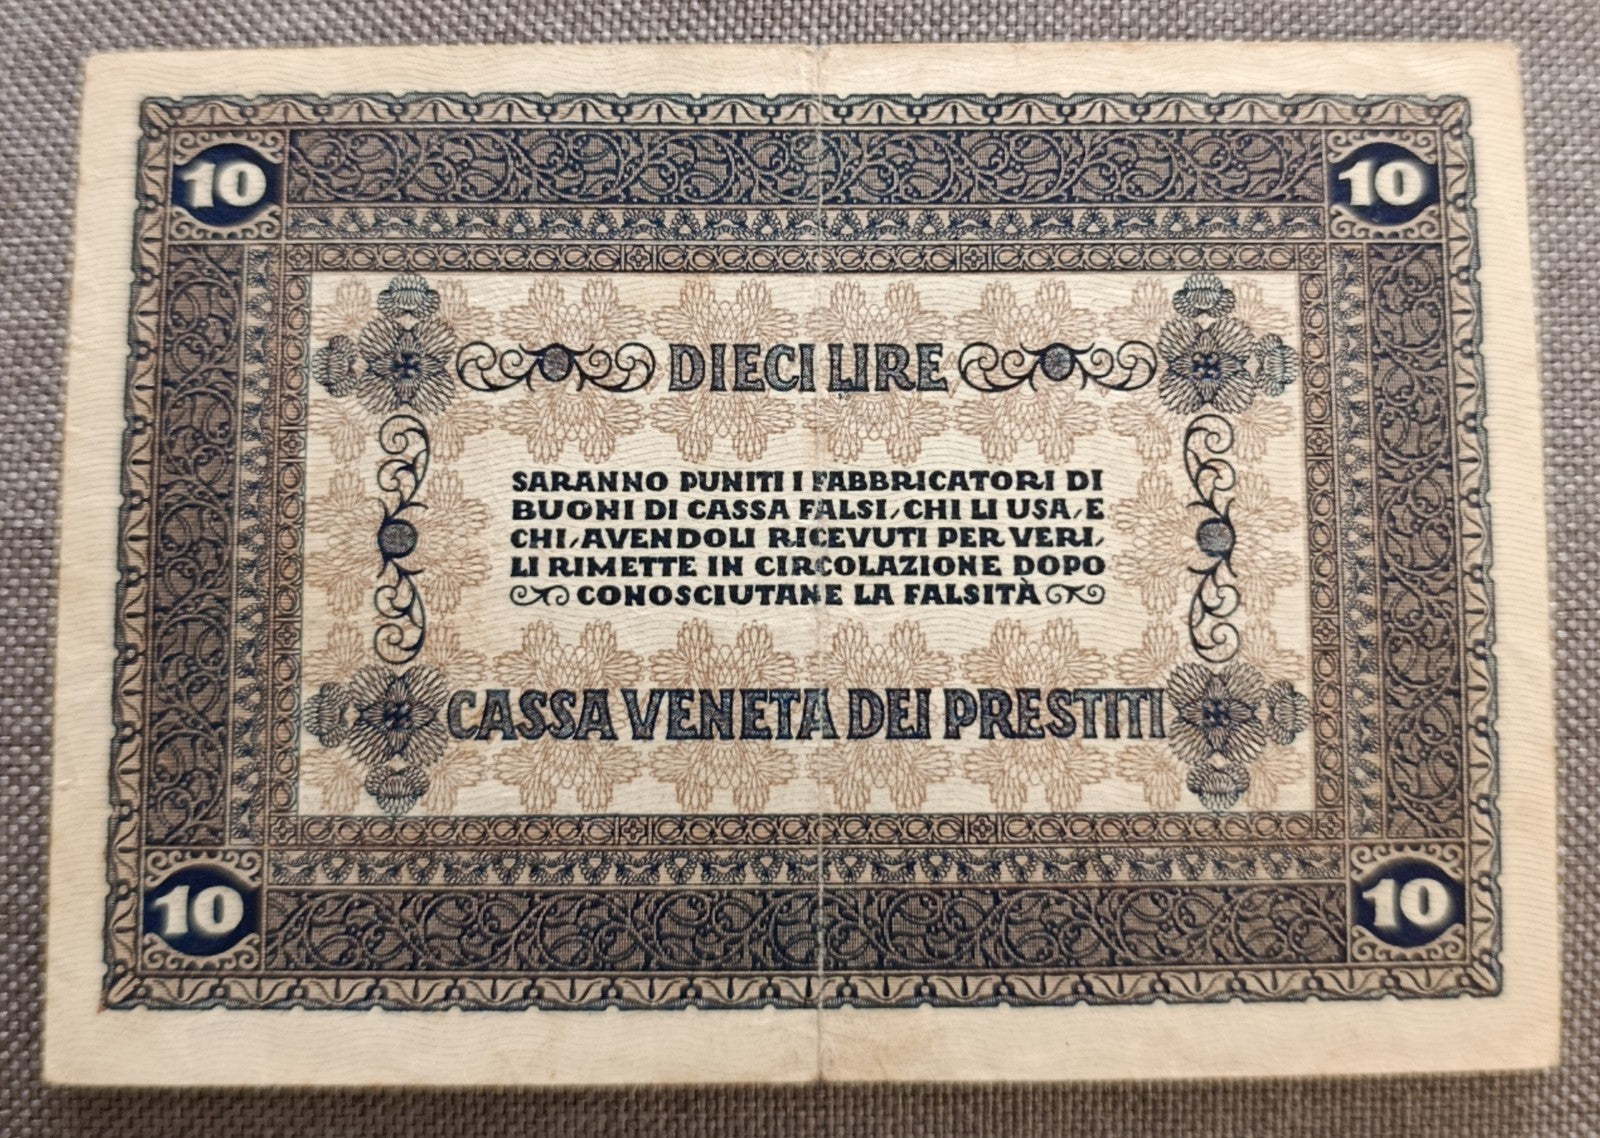 10 10
DIECI LIRE
SARANNO PUNITI I FABBRICATORI DI
BUONI DI CASSA FALSI, CHI LI USA, E
CHI, AVENDOLI RICEVUTI PER VERI,
LI RIMETTE IN CIRCOLAZIONE DOPO
CONOSCIUTANE LA FALSITÀ
CASSA VENETA DEI PRESTITI
10 10